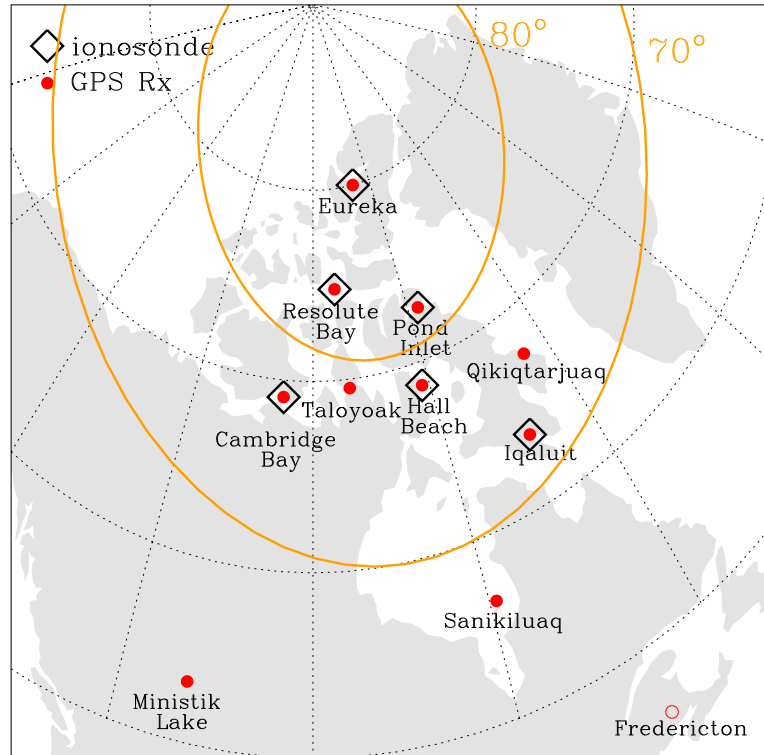 80°
70°
ionosonde
GPS Rx
Eureka
Resolute
Bay
Pond
Inlet
Qikiqtarjuaq
Taloyoak
Hall
Beach
Cambridge
Bay
Iqaluit
Sanikiluaq
Ministik
Lake
Fredericton